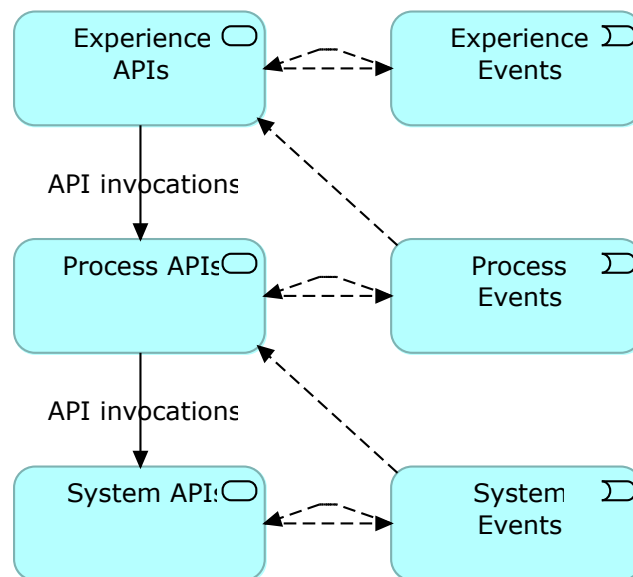 Experience
APIs
Experience
Events
API invocations
Process APIs
Process
Events
API invocations
System APIs
System
Events